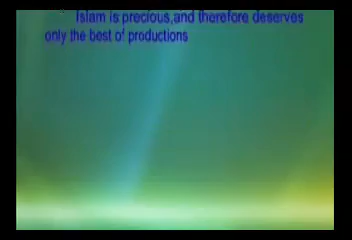 Islam is precious,and therefore deserves
only the best of productions